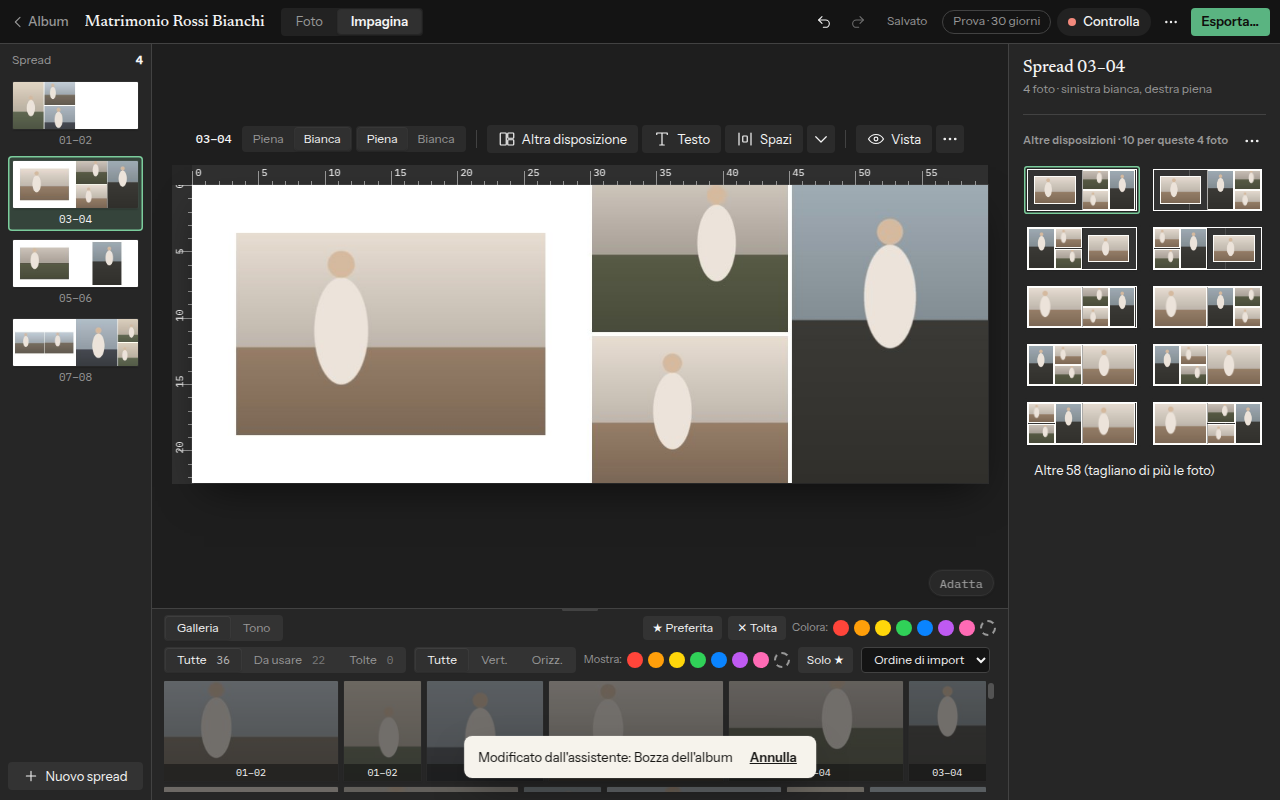 Album
Matrimonio Rossi Bianchi
Foto
Impagina
Salvato
Prova · 30 giorni
Controlla
Esporta…
Spread
4
01–02
03–04
05–06
07–08
Nuovo spread
03–04
Piena
Bianca
Piena
Bianca
Altra disposizione
Testo
Spazi
Vista
0 5 10 15 20 25 30 35 40 45 50 55
0
5
10
15
20
Adatta
Galleria
Tono
★ Preferita
✕ Tolta
Colora:
Tutte 36
Da usare 22
Tolte 0
Tutte
Vert.
Orizz.
Mostra:
Solo ★
Ordine di import
01–02
01–02
03–04
Modificato dall'assistente: Bozza dell'album
Annulla
Spread 03–04
4 foto · sinistra bianca, destra piena
Altre disposizioni · 10 per queste 4 foto
Altre 58 (tagliano di più le foto)